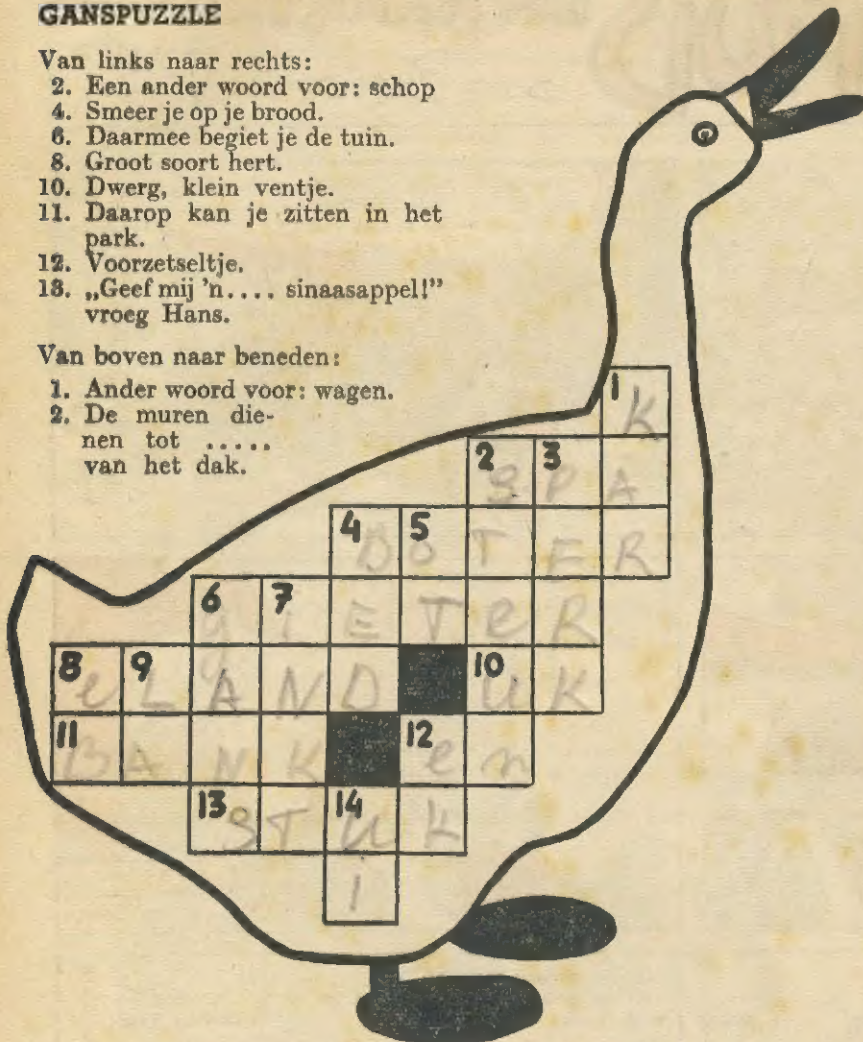 GANSPUZZLE
Van links naar rechts:
2. Een ander woord voor: schop
4. Smeer je op je brood.
6. Daarmee begiet je de tuin.
8. Groot soort hert.
10. Dwerg, klein ventje.
11. Daarop kan je zitten in het
park.
12. Voorzetseltje.
13. „Geef mij 'n.... sinaasappel!”
vroeg Hans.
Van boven naar beneden:
1. Ander woord voor: wagen.
2. De muren die-
nen tot .....
van het dak.
1 K
2 S 3 P A
4 B 5 O T E R
6 g 7 I E T e R
8 e 9 L A N D 10 U K
11 B A N K 12 e n
13 S T 14 U K
i